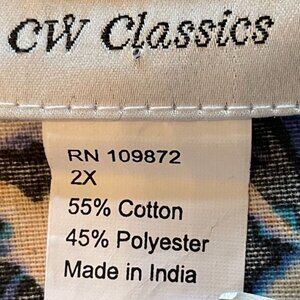 CW Classics
RN 109872
2X
55% Cotton
45% Polyester
Made in India